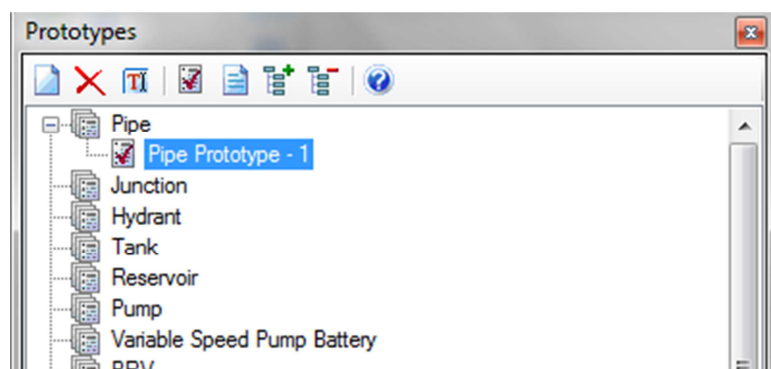 Prototypes
Pipe
Pipe Prototype - 1
Junction
Hydrant
Tank
Reservoir
Pump
Variable Speed Pump Battery